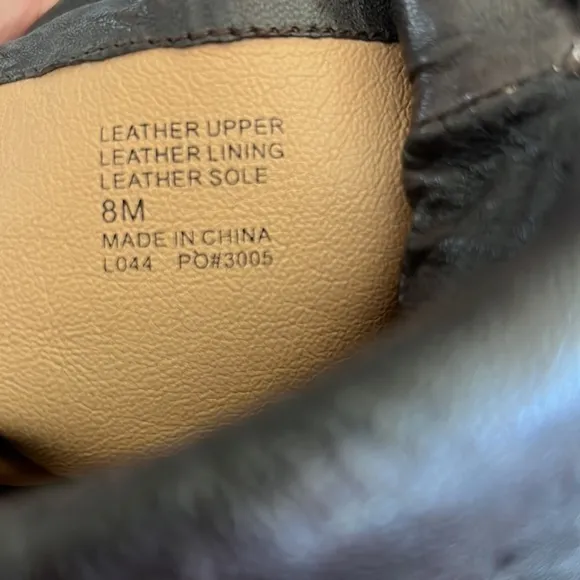 LEATHER UPPER
LEATHER LINING
LEATHER SOLE
8M
MADE IN CHINA
L044 PO#3005